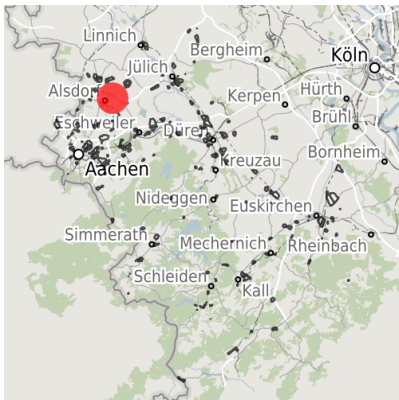 Linnich
Bergheim
Köln
Jülich
Alsdorf
Kerpen
Hürth
Eschweiler
Düren
Brühl
Bornheim
Kreuzau
Aachen
Nideggen
Euskirchen
Simmerath
Mechernich
Rheinbach
Schleiden
Kall